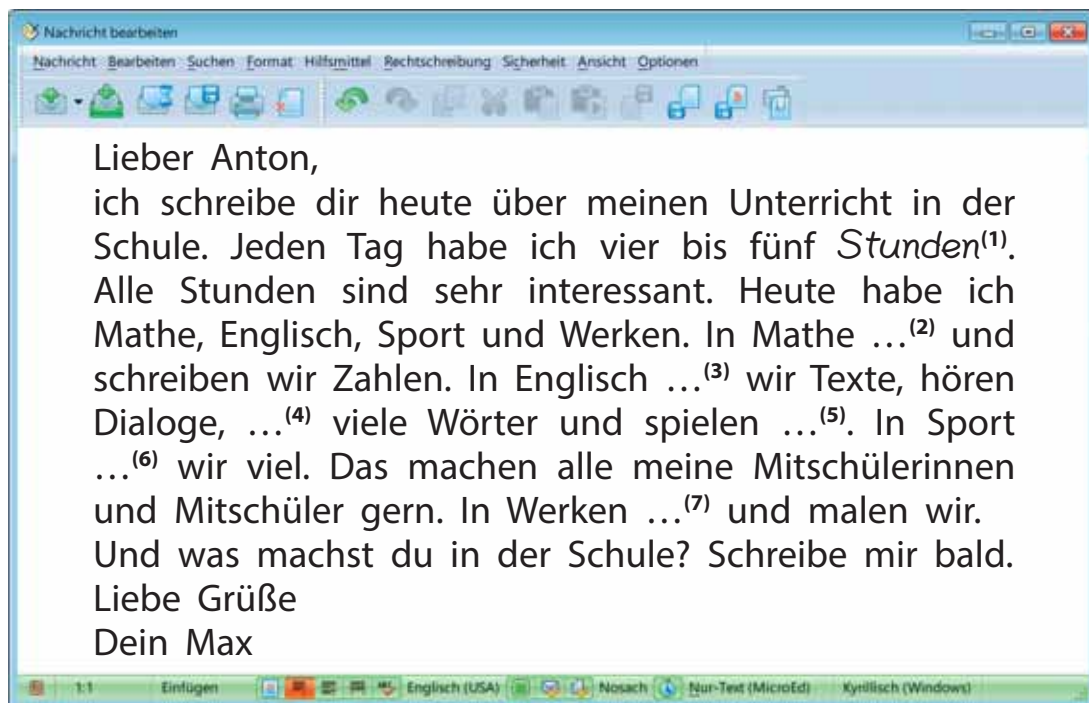 Nachricht bearbeiten
Nachricht Bearbeiten Suchen Format Hilfsmittel Rechtschreibung Sicherheit Ansicht Optionen
Lieber Anton,
ich schreibe dir heute über meinen Unterricht in der
Schule. Jeden Tag habe ich vier bis fünf Stunden(1).
Alle Stunden sind sehr interessant. Heute habe ich
Mathe, Englisch, Sport und Werken. In Mathe …(2) und
schreiben wir Zahlen. In Englisch …(3) wir Texte, hören
Dialoge, …(4) viele Wörter und spielen …(5). In Sport
…(6) wir viel. Das machen alle meine Mitschülerinnen
und Mitschüler gern. In Werken …(7) und malen wir.
Und was machst du in der Schule? Schreibe mir bald.
Liebe Grüße
Dein Max
1:1 Einfügen Englisch (USA) Nosach Nur-Text (MicroEd) Kyrillisch (Windows)